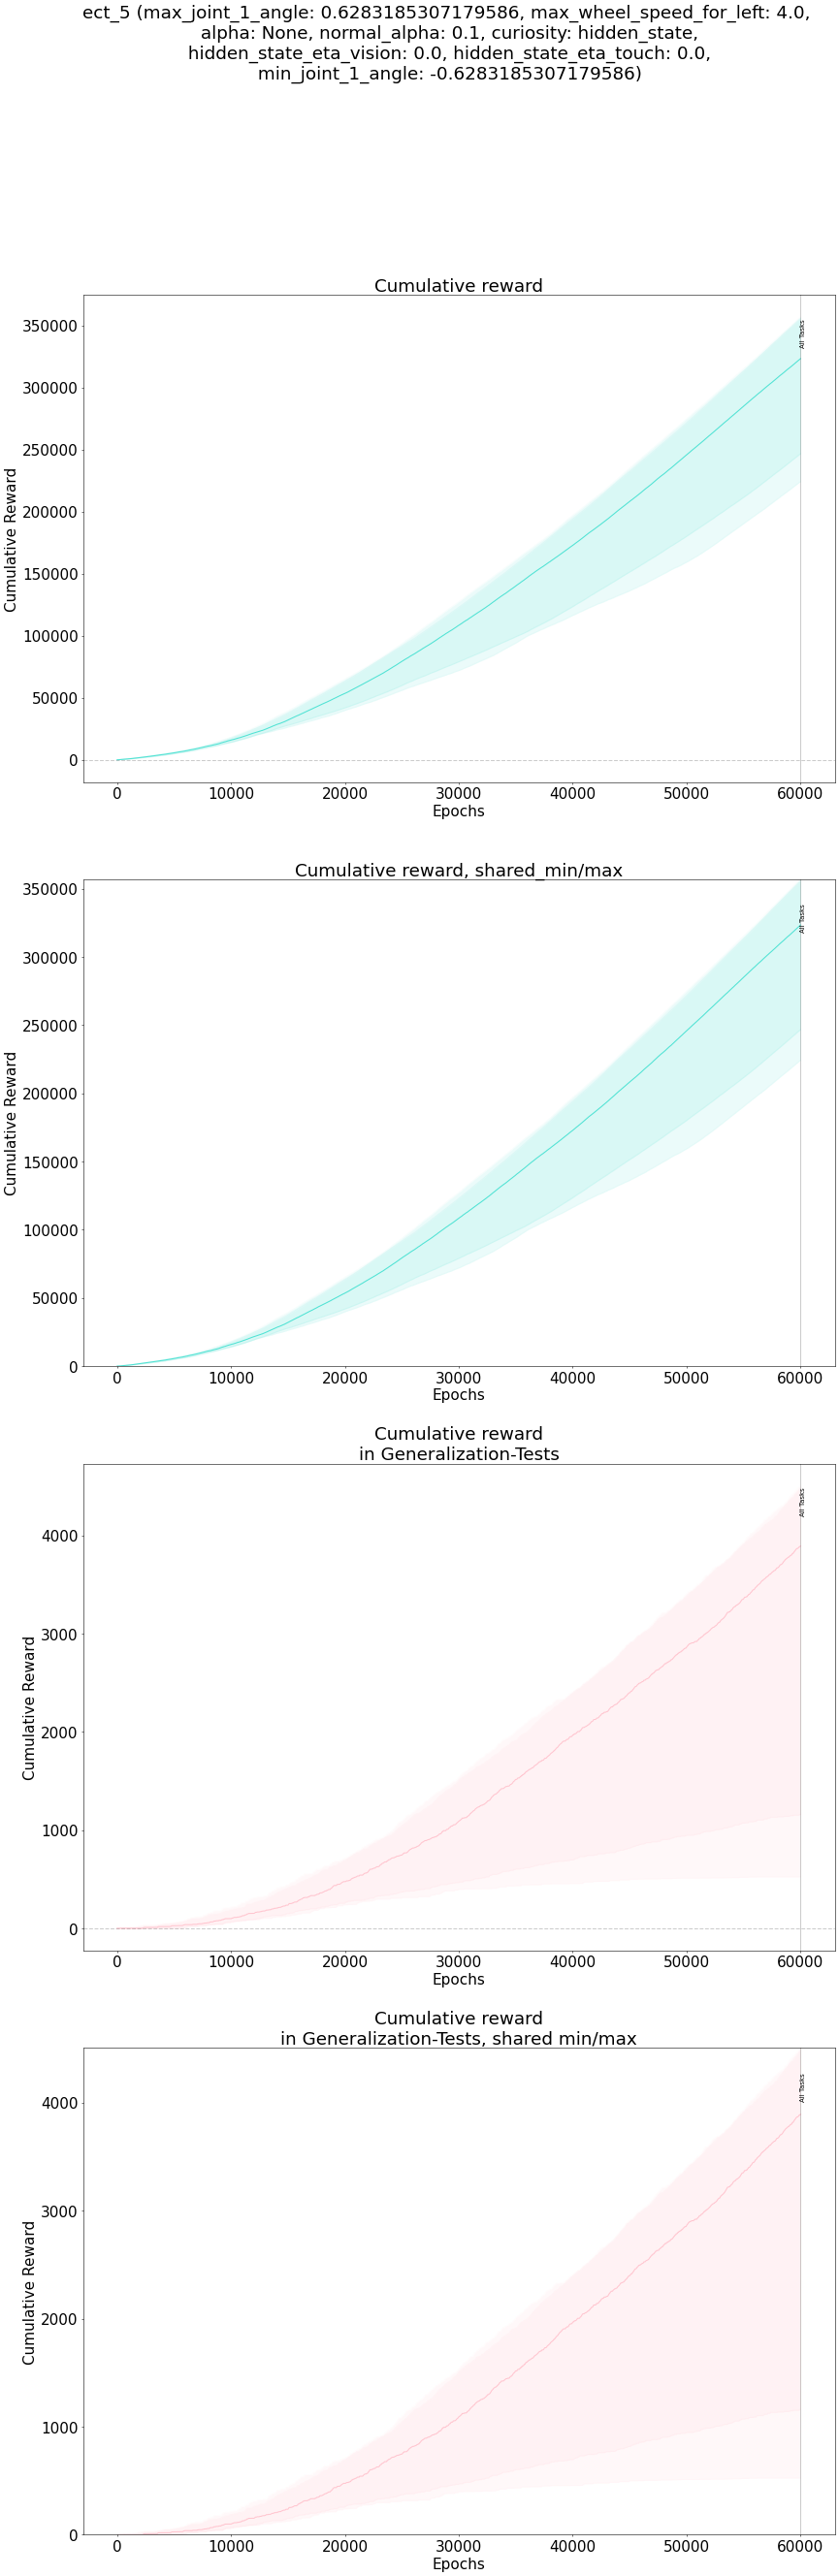 ect_5 (max_joint_1_angle: 0.6283185307179586, max_wheel_speed_for_left: 4.0,
alpha: None, normal_alpha: 0.1, curiosity: hidden_state,
hidden_state_eta_vision: 0.0, hidden_state_eta_touch: 0.0,
min_joint_1_angle: -0.6283185307179586)
Cumulative reward
Cumulative Reward
350000
300000
250000
200000
150000
100000
50000
0
All Tasks
0 10000 20000 30000 40000 50000 60000
Epochs
Cumulative reward, shared_min/max
Cumulative Reward
350000
300000
250000
200000
150000
100000
50000
0
All Tasks
0 10000 20000 30000 40000 50000 60000
Epochs
Cumulative reward
in Generalization-Tests
Cumulative Reward
4000
3000
2000
1000
0
All Tasks
0 10000 20000 30000 40000 50000 60000
Epochs
Cumulative reward
in Generalization-Tests, shared min/max
Cumulative Reward
4000
3000
2000
1000
0
All Tasks
0 10000 20000 30000 40000 50000 60000
Epochs